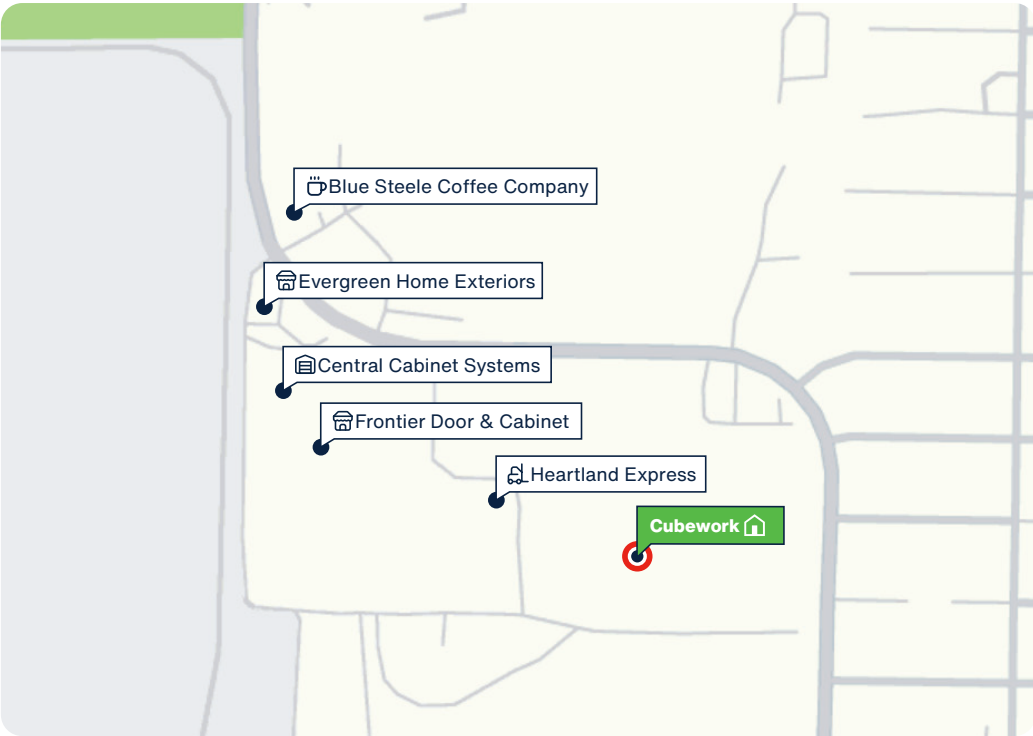 Blue Steele Coffee Company
Evergreen Home Exteriors
Central Cabinet Systems
Frontier Door & Cabinet
Heartland Express
Cubework